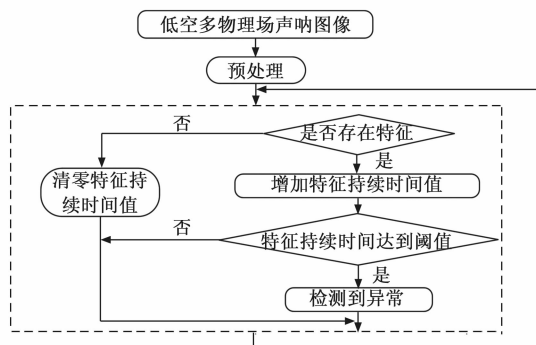 低空多物理场声呐图像
预处理
否
是否存在特征
是
清零特征持
续时间值
增加特征持续时间值
否
特征持续时间达到阈值
是
检测到异常